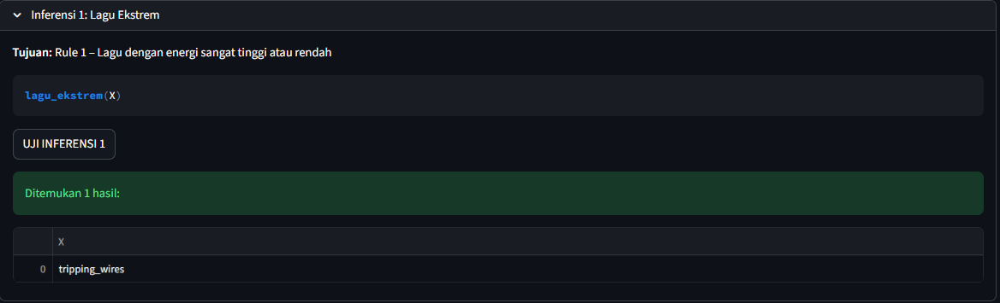 Inferensi 1: Lagu Ekstrem
Tujuan: Rule 1 – Lagu dengan energi sangat tinggi atau rendah
lagu_ekstrem(X)
UJI INFERENSI 1
Ditemukan 1 hasil:
X
0 tripping_wires